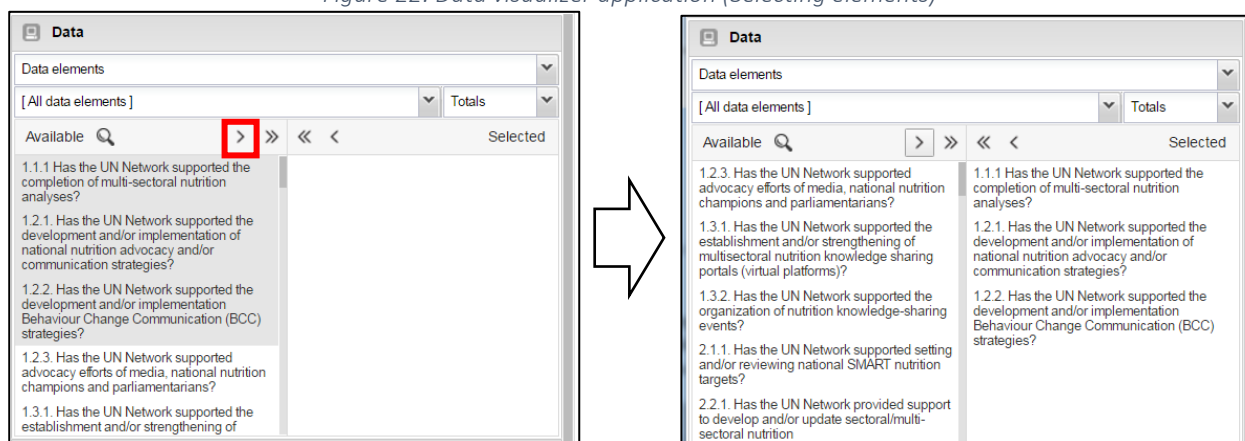 Figure 22: Data visualizer application (Selecting elements)
Data
Data elements
[ All data elements ]
Totals
Available
Selected
1.1.1 Has the UN Network supported the
completion of multi-sectoral nutrition
analyses?
1.2.1. Has the UN Network supported the
development and/or implementation of
national nutrition advocacy and/or
communication strategies?
1.2.2. Has the UN Network supported the
development and/or implementation
Behaviour Change Communication (BCC)
strategies?
1.2.3. Has the UN Network supported
advocacy efforts of media, national nutrition
champions and parliamentarians?
1.3.1. Has the UN Network supported the
establishment and/or strengthening of
Data
Data elements
[ All data elements ]
Totals
Available
Selected
1.2.3. Has the UN Network supported
advocacy efforts of media, national nutrition
champions and parliamentarians?
1.3.1. Has the UN Network supported the
establishment and/or strengthening of
multisectoral nutrition knowledge sharing
portals (virtual platforms)?
1.3.2. Has the UN Network supported the
organization of nutrition knowledge-sharing
events?
2.1.1. Has the UN Network supported setting
and/or reviewing national SMART nutrition
targets?
2.2.1. Has the UN Network provided support
to develop and/or update sectoral/multi-
sectoral nutrition
1.1.1 Has the UN Network supported the
completion of multi-sectoral nutrition
analyses?
1.2.1. Has the UN Network supported the
development and/or implementation of
national nutrition advocacy and/or
communication strategies?
1.2.2. Has the UN Network supported the
development and/or implementation
Behaviour Change Communication (BCC)
strategies?